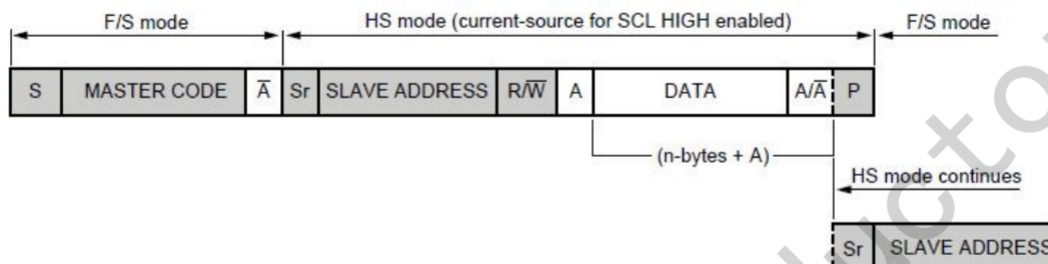 F/S mode HS mode (current-source for SCL HIGH enabled) F/S mode
S MASTER CODE A̅ Sr SLAVE ADDRESS R/W̅ A DATA A/A̅ P
(n-bytes + A)
HS mode continues
Sr SLAVE ADDRESS